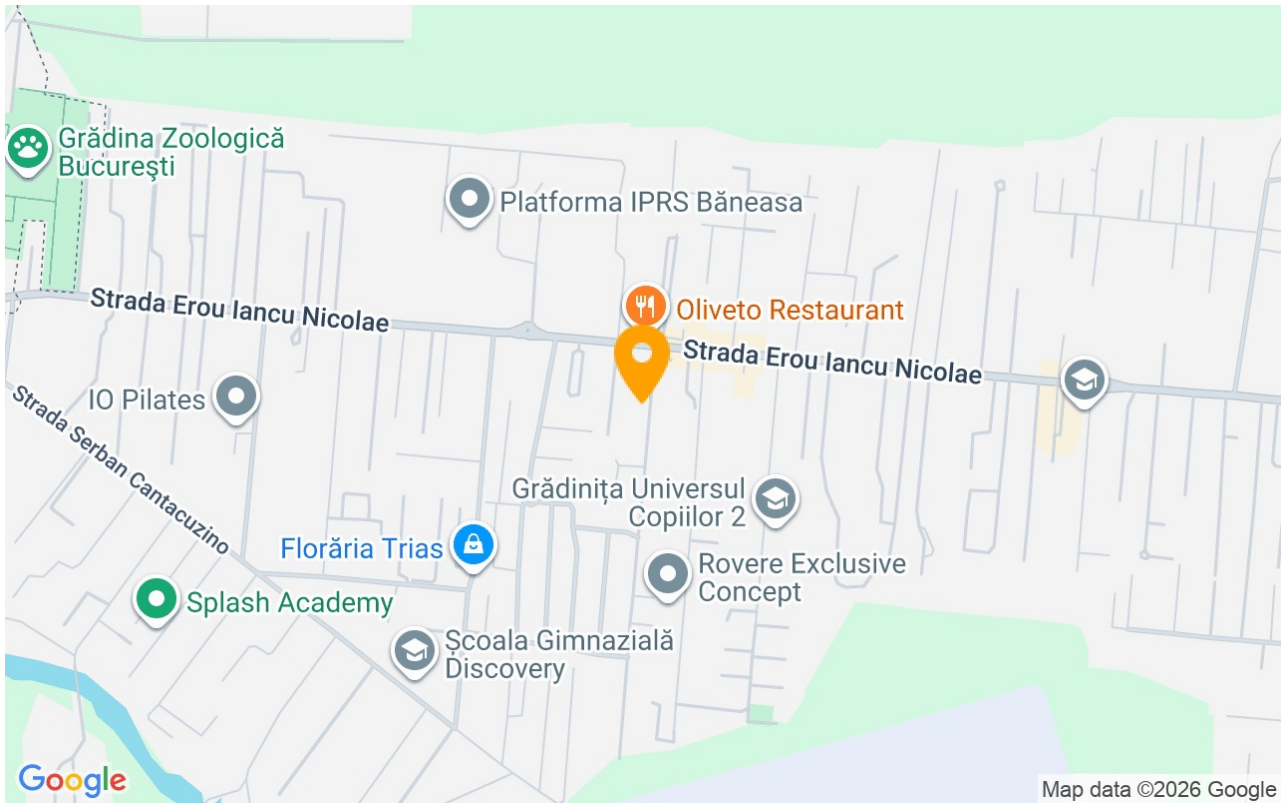 Grădina Zoologică
Bucureşti
Platforma IPRS Băneasa
Strada Erou Iancu Nicolae
Oliveto Restaurant
Strada Erou Iancu Nicolae
IO Pilates
Strada Serban Cantacuzino
Grădinița Universul
Copiilor 2
Florăria Trias
Rovere Exclusive
Concept
Splash Academy
Școala Gimnazială
Discovery
Google
Map data ©2026 Google